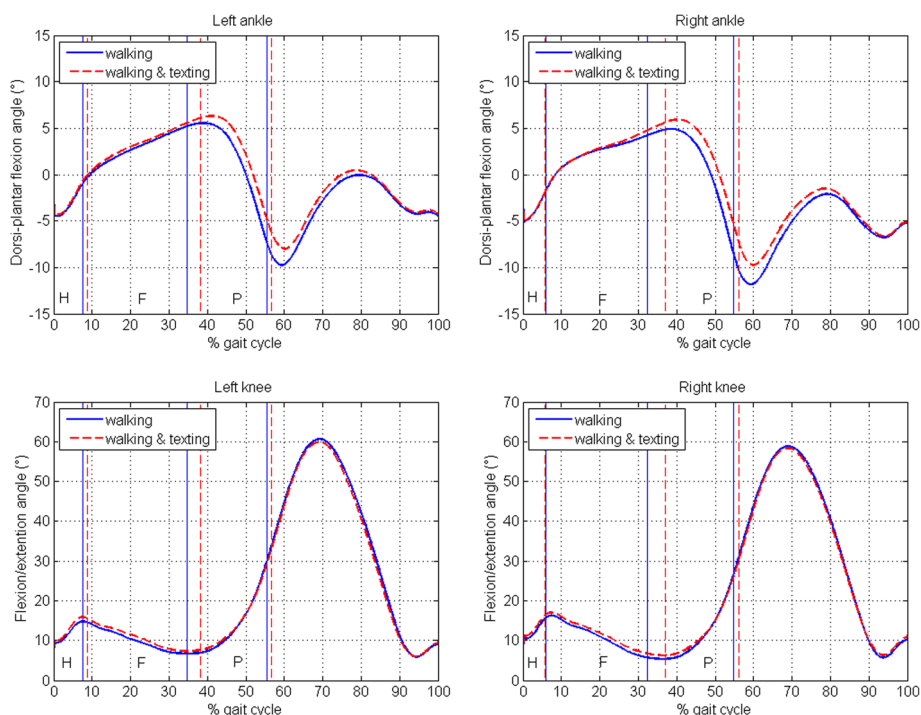 Left ankle
15
10
5
0
-5
-10
-15
Dorsi-plantar flexion angle (°)
walking
walking & texting
H
F
P
0 10 20 30 40 50 60 70 80 90 100
% gait cycle
Right ankle
15
10
5
0
-5
-10
-15
Dorsi-plantar flexion angle (°)
walking
walking & texting
H
F
P
0 10 20 30 40 50 60 70 80 90 100
% gait cycle
Left knee
70
60
50
40
30
20
10
0
Flexion/extention angle (°)
walking
walking & texting
H
F
P
0 10 20 30 40 50 60 70 80 90 100
% gait cycle
Right knee
70
60
50
40
30
20
10
0
Flexion/extention angle (°)
walking
walking & texting
H
F
P
0 10 20 30 40 50 60 70 80 90 100
% gait cycle